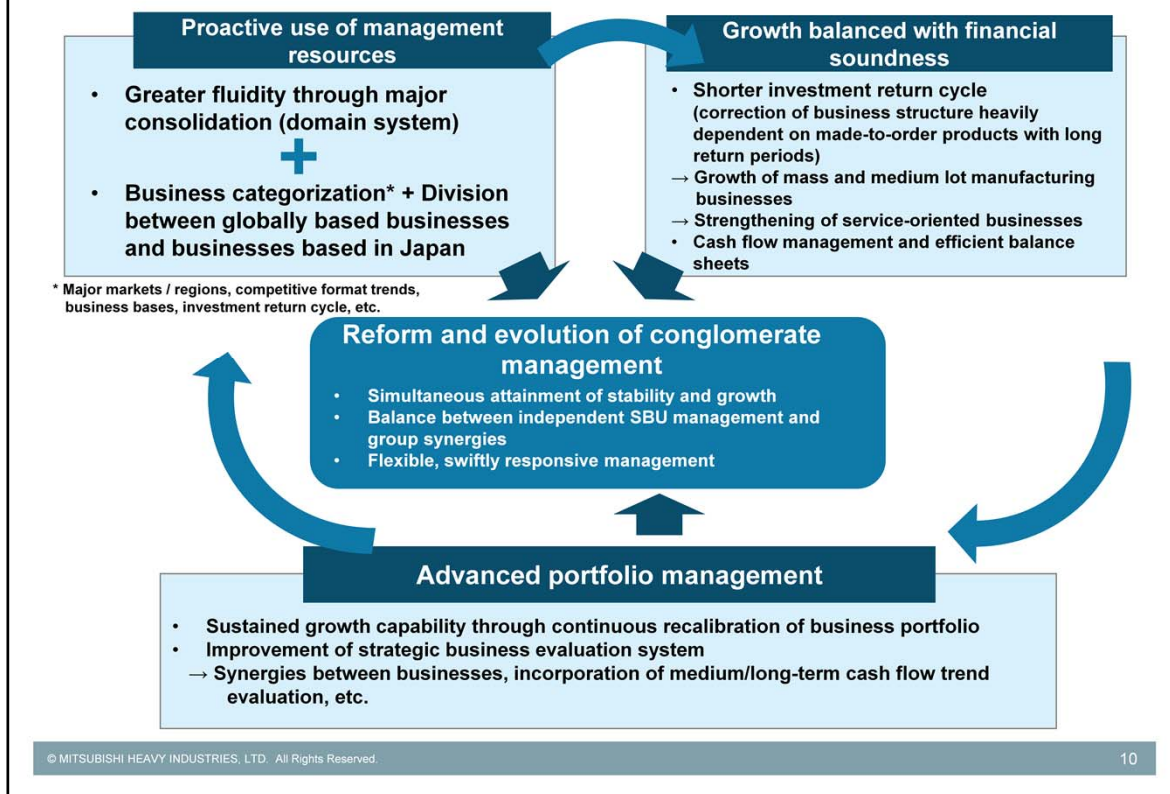 Proactive use of management
resources
• Greater fluidity through major
consolidation (domain system)
+
• Business categorization* + Division
between globally based businesses
and businesses based in Japan
* Major markets / regions, competitive format trends,
business bases, investment return cycle, etc.
Growth balanced with financial
soundness
• Shorter investment return cycle
(correction of business structure heavily
dependent on made-to-order products with long
return periods)
→ Growth of mass and medium lot manufacturing
businesses
→ Strengthening of service-oriented businesses
• Cash flow management and efficient balance
sheets
Reform and evolution of conglomerate
management
• Simultaneous attainment of stability and growth
• Balance between independent SBU management and
group synergies
• Flexible, swiftly responsive management
Advanced portfolio management
• Sustained growth capability through continuous recalibration of business portfolio
• Improvement of strategic business evaluation system
→ Synergies between businesses, incorporation of medium/long-term cash flow trend
evaluation, etc.
© MITSUBISHI HEAVY INDUSTRIES, LTD. All Rights Reserved.
10